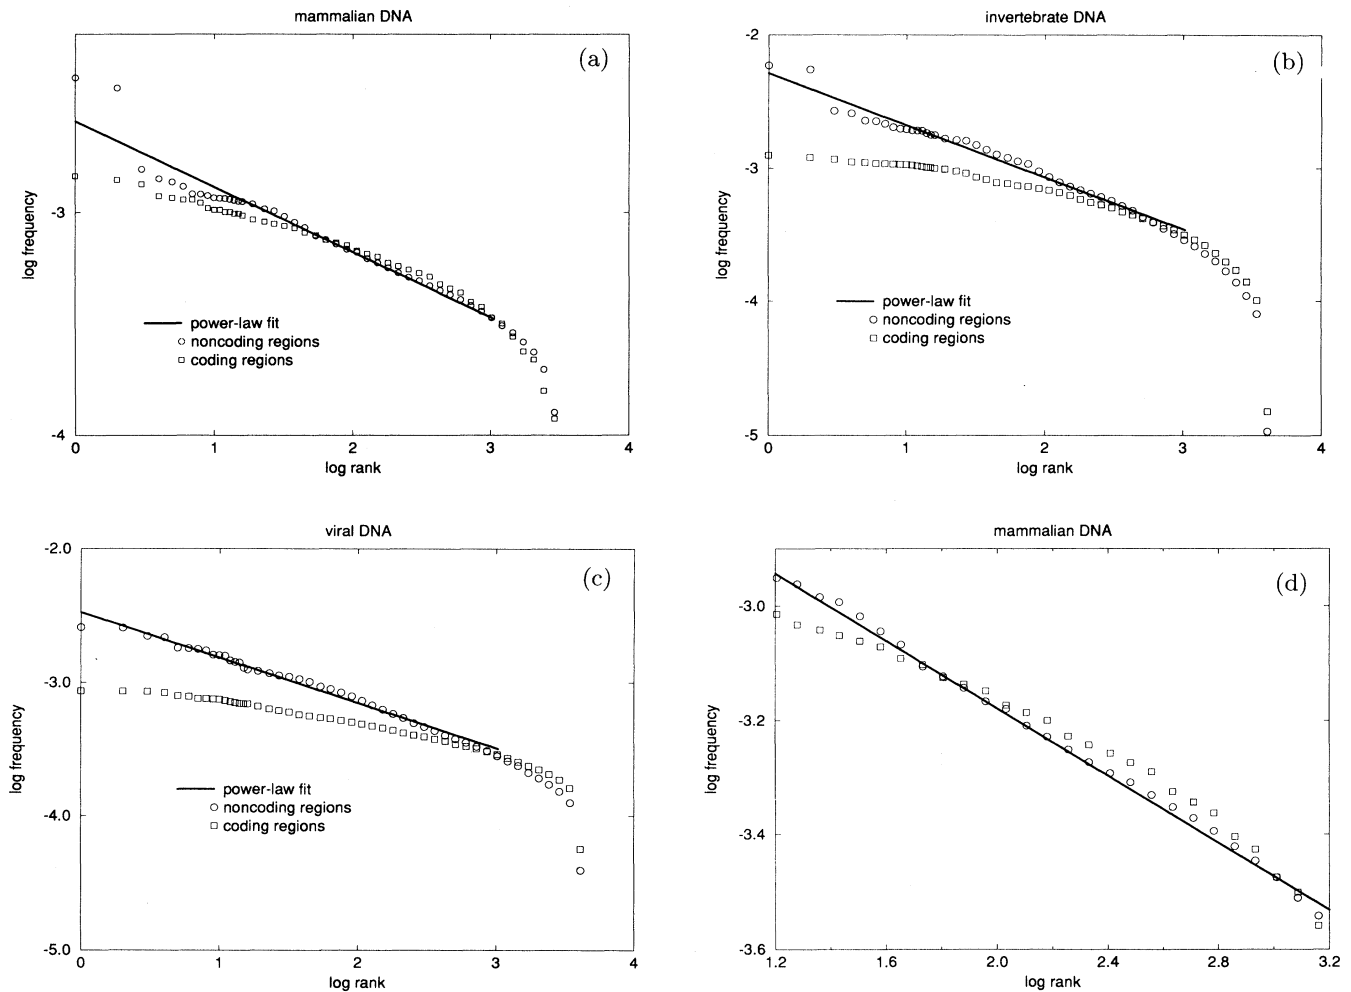 mammalian DNA
(a)
-3
-4
log frequency
power-law fit
noncoding regions
coding regions
0 1 2 3 4
log rank
invertebrate DNA
(b)
-2
-3
-4
-5
log frequency
power-law fit
noncoding regions
coding regions
0 1 2 3 4
log rank
viral DNA
(c)
-2.0
-3.0
-4.0
-5.0
log frequency
power-law fit
noncoding regions
coding regions
0 1 2 3 4
log rank
mammalian DNA
(d)
-3.0
-3.2
-3.4
-3.6
log frequency
1.2 1.6 2.0 2.4 2.8 3.2
log rank